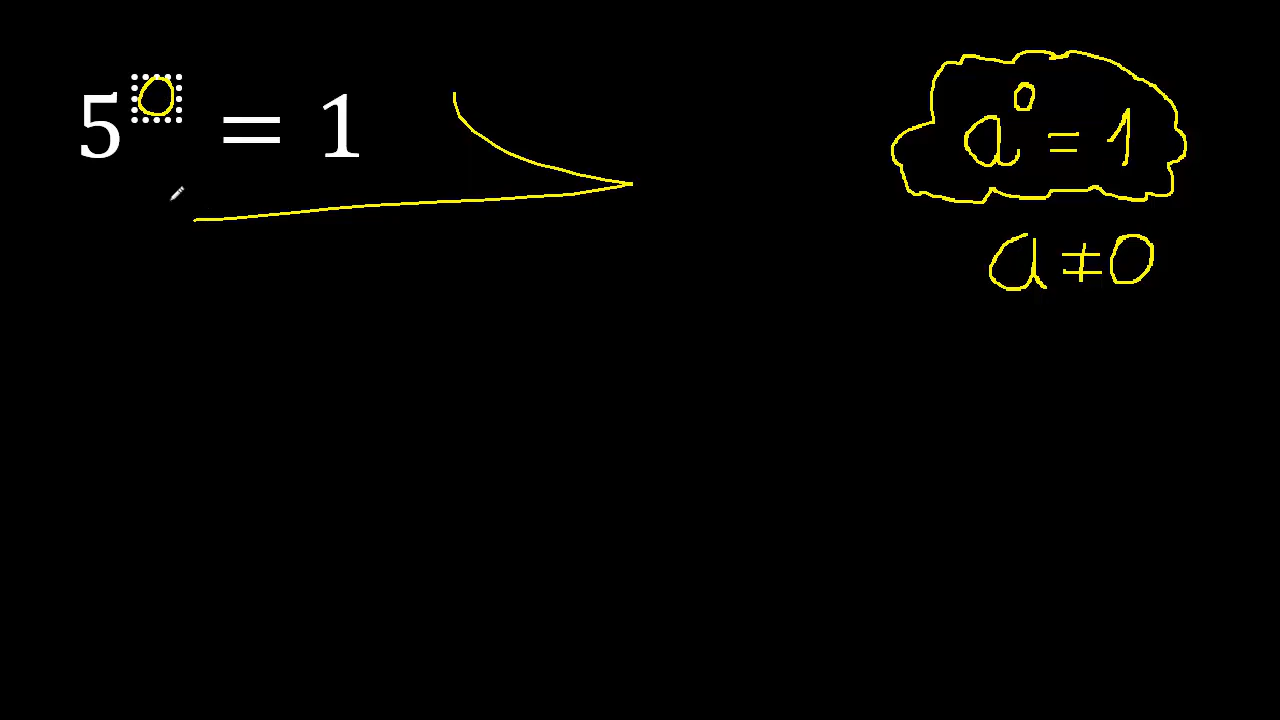 5⁰ = 1
a⁰ = 1
a ≠ 0